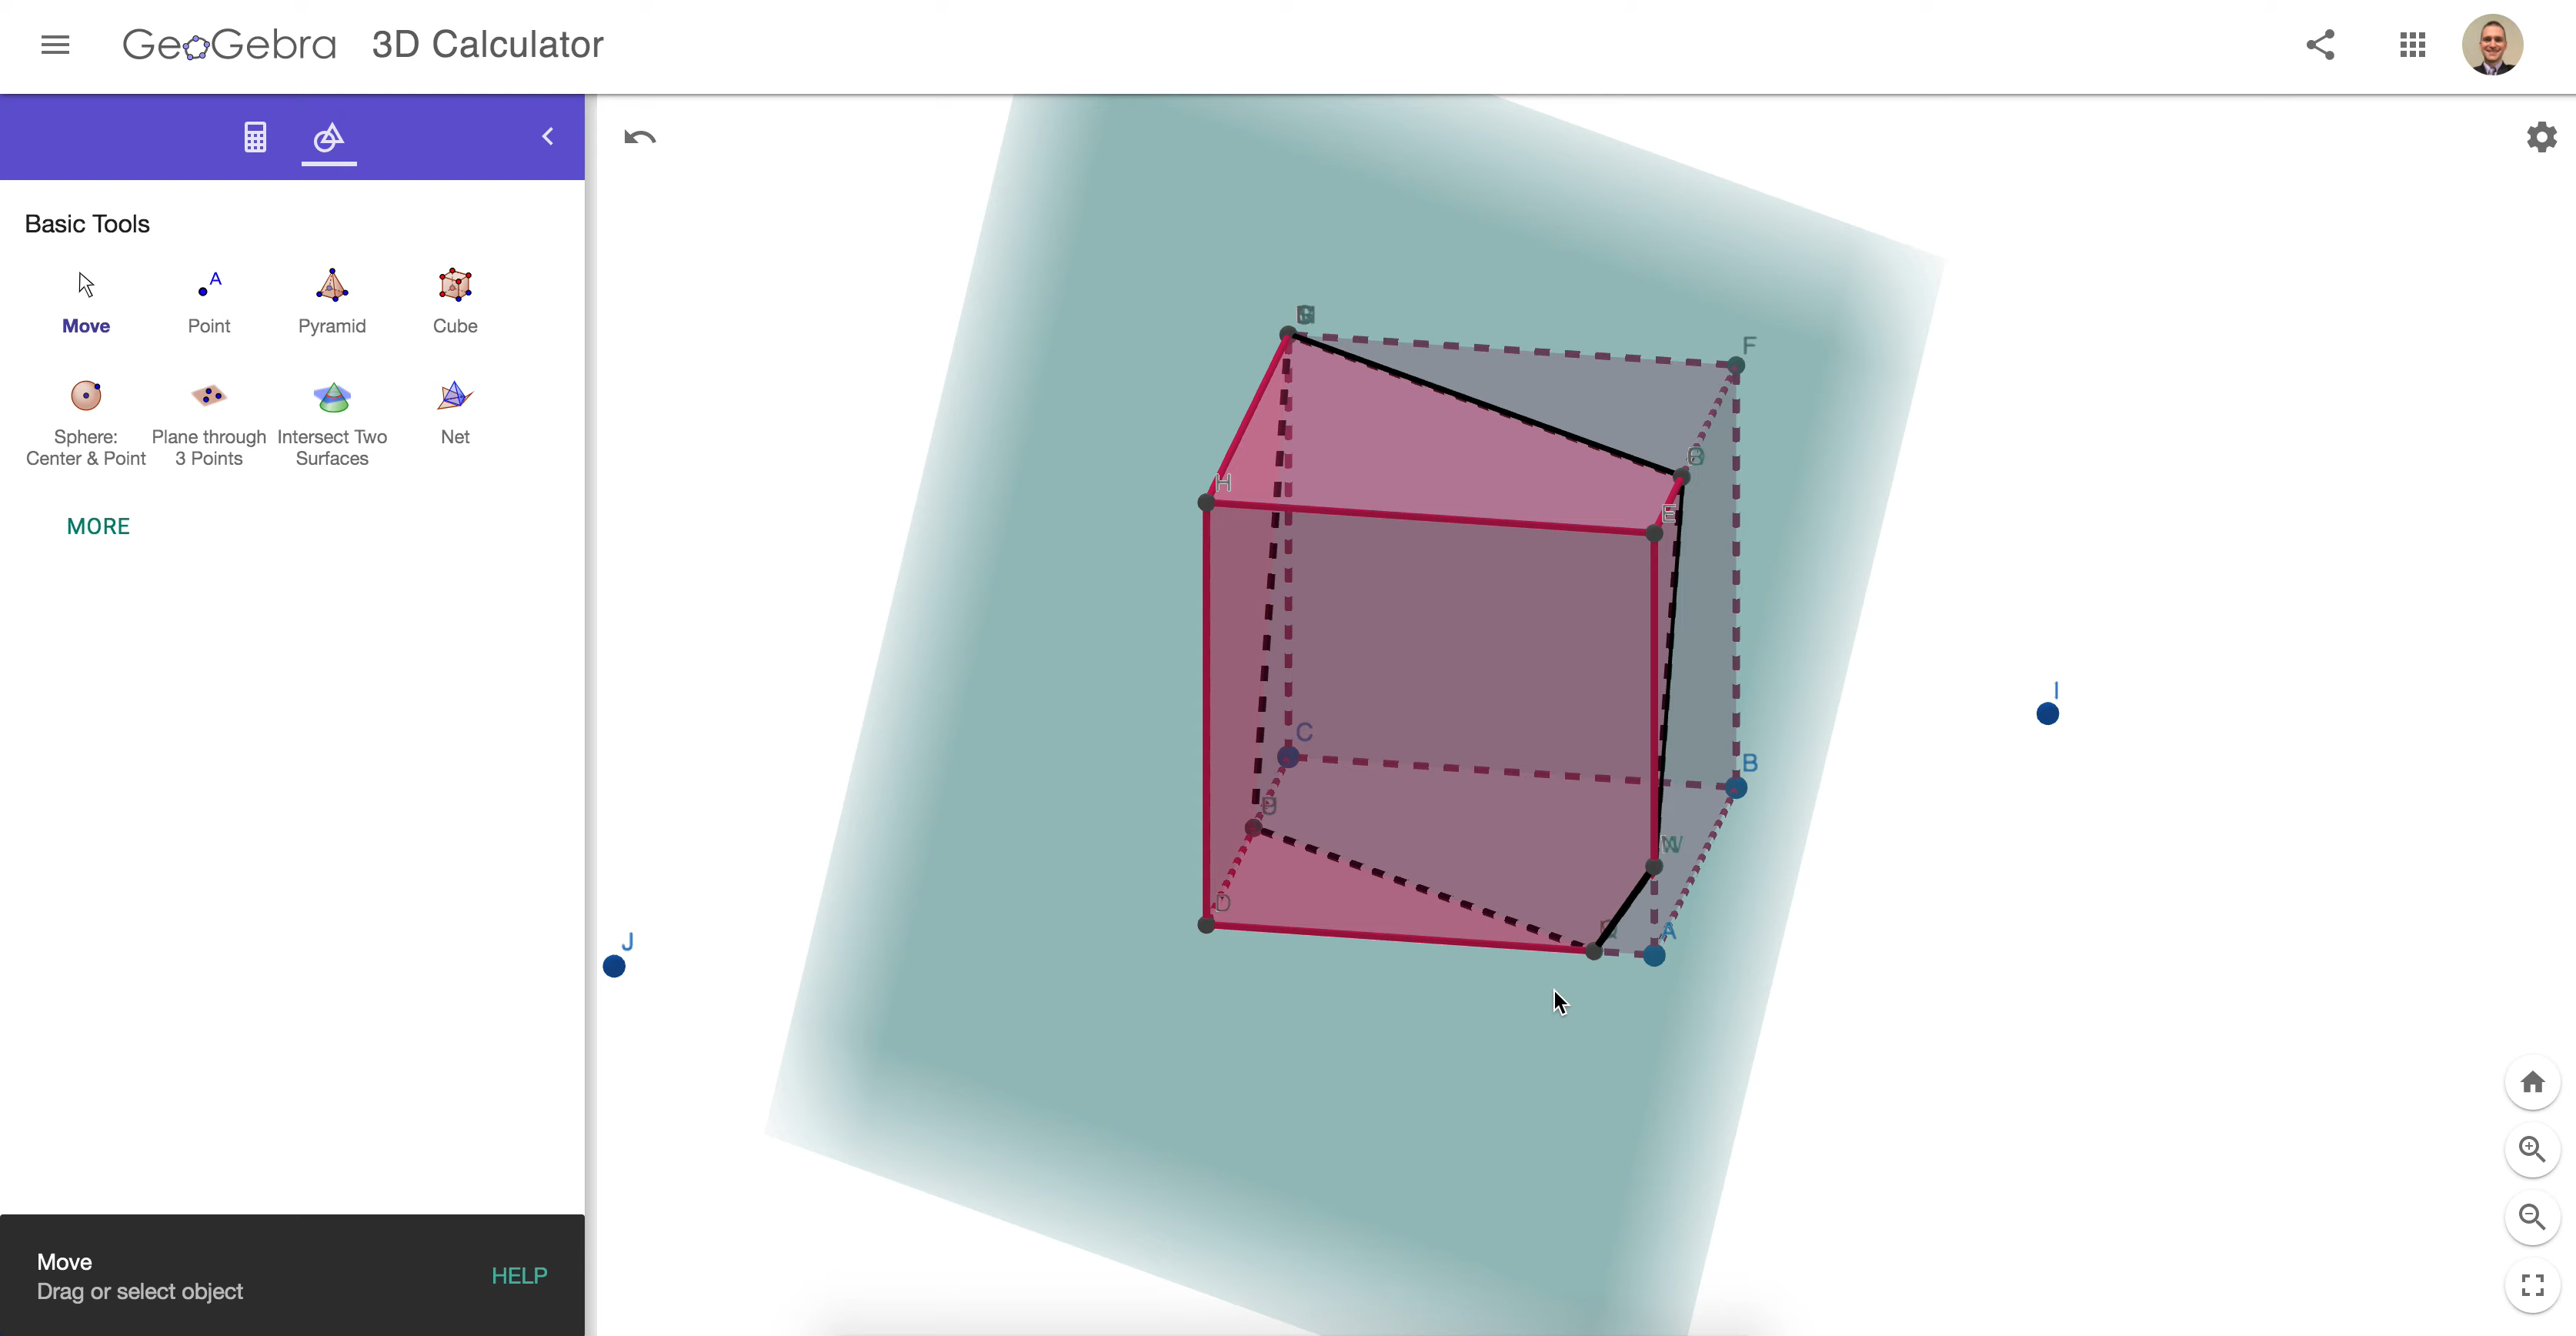 GeoGebra 3D Calculator
Basic Tools
A
Move
Point
Pyramid
Cube
Sphere:
Center & Point
Plane through
3 Points
Intersect Two
Surfaces
Net
MORE
F
H
E
I
C
B
D
A
J
Move
Drag or select object
HELP